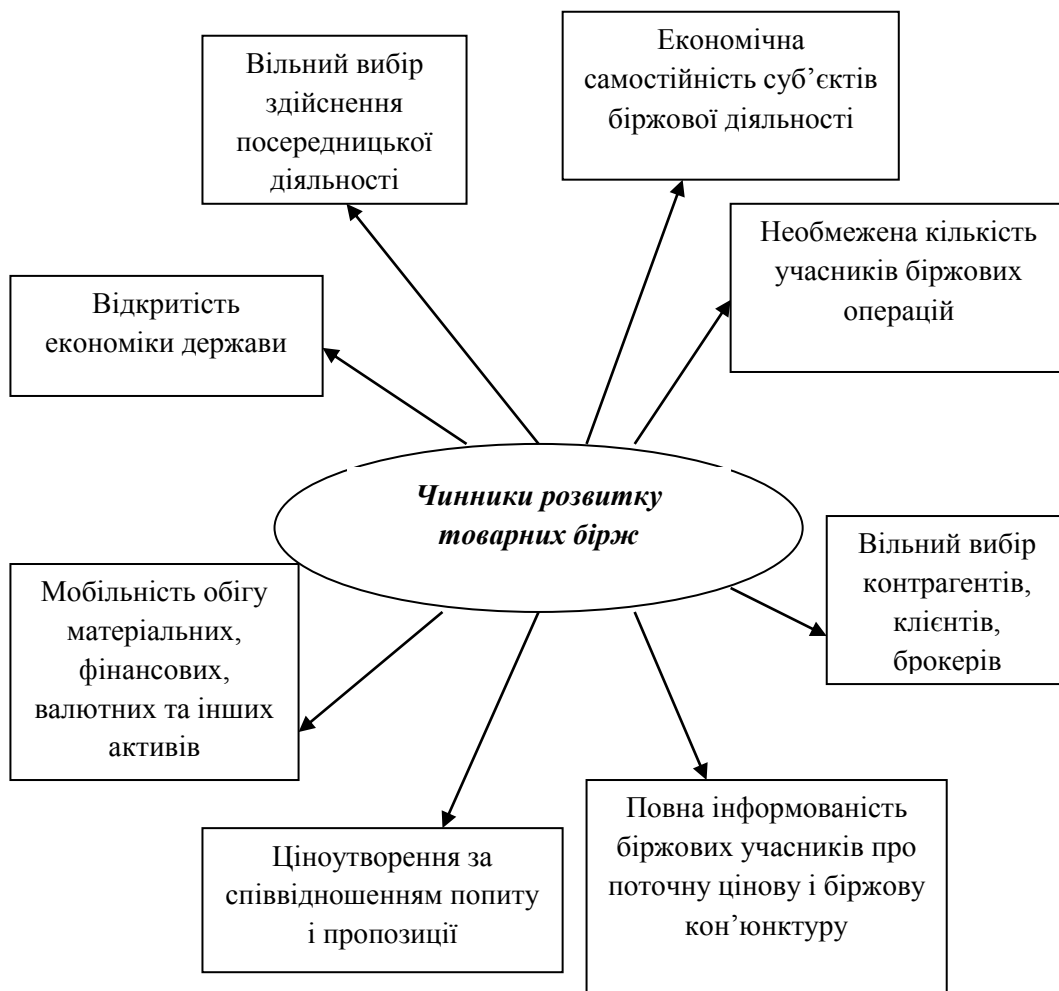 Вільний вибір
здійснення
посередницької
діяльності
Економічна
самостійність суб’єктів
біржової діяльності
Необмежена кількість
учасників біржових
операцій
Відкритість
економіки держави
Чинники розвитку
товарних бірж
Вільний вибір
контрагентів,
клієнтів,
брокерів
Мобільність обігу
матеріальних,
фінансових,
валютних та інших
активів
Ціноутворення за
співвідношенням попиту
і пропозиції
Повна інформованість
біржових учасників про
поточну цінову і біржову
кон’юнктуру